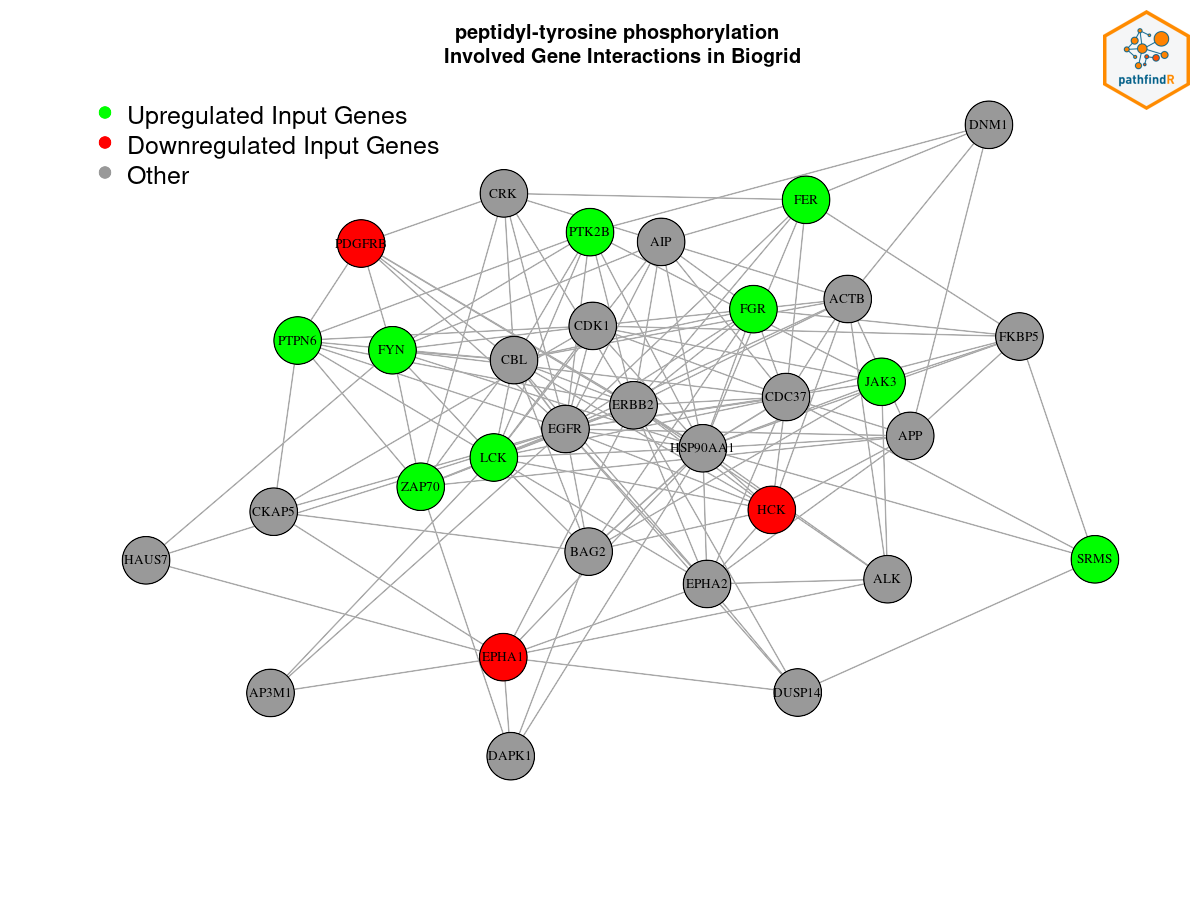 peptidyl-tyrosine phosphorylation
Involved Gene Interactions in Biogrid
pathfindR
Upregulated Input Genes
Downregulated Input Genes
Other
DNM1
CRK
FER
PTK2B
AIP
PDGFRB
ACTB
FGR
CDK1
FKBP5
PTPN6
FYN
CBL
JAK3
CDC37
ERBB2
EGFR
APP
HSP90AA1
LCK
ZAP70
CKAP5
HCK
BAG2
HAUS7
SRMS
ALK
EPHA2
EPHA1
AP3M1
DUSP14
DAPK1